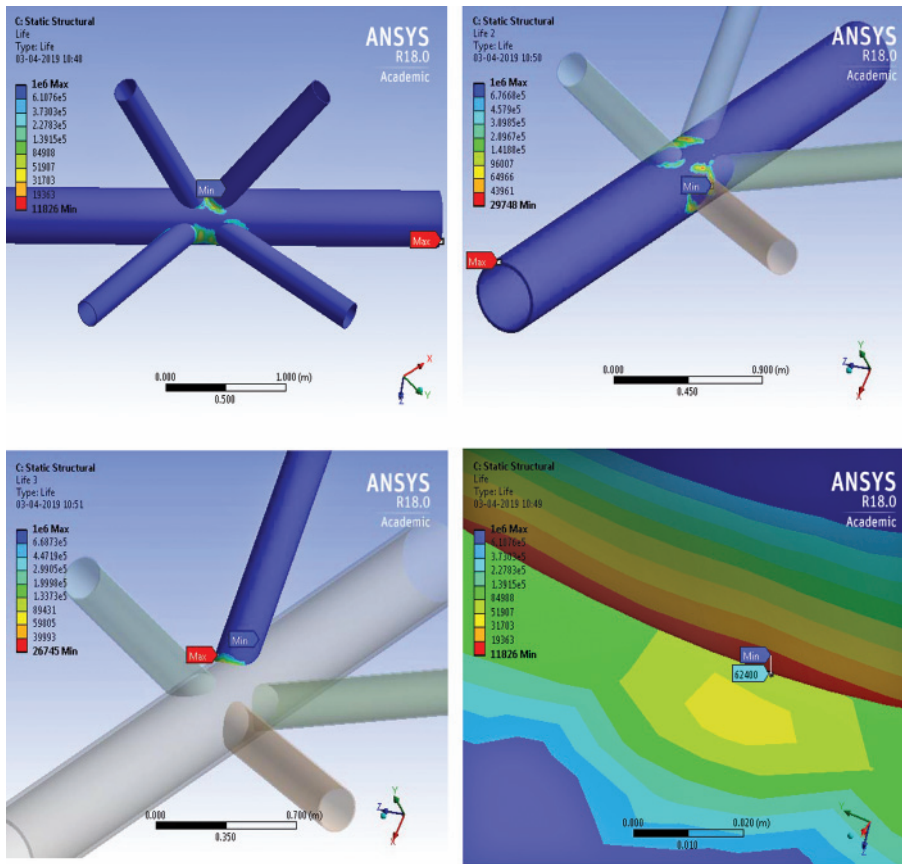 C: Static Structural
Life
Type: Life
03-04-2019 10:48
1e6 Max
6.1076e5
3.7303e5
2.2783e5
1.3915e5
84988
51907
31703
19363
11826 Min
ANSYS
R18.0
Academic
Min
Max
0.000
1.000 (m)
0.500
X
Y
Z
C: Static Structural
Life 2
Type: Life
03-04-2019 10:50
1e6 Max
6.7668e5
4.579e5
3.0985e5
2.0967e5
1.4188e5
96007
64966
43961
29748 Min
ANSYS
R18.0
Academic
Min
Max
0.000
0.900 (m)
0.450
Y
Z
X
C: Static Structural
Life 3
Type: Life
03-04-2019 10:51
1e6 Max
6.6873e5
4.4719e5
2.9905e5
1.9998e5
1.3373e5
89431
59805
39993
26745 Min
ANSYS
R18.0
Academic
Min
Max
0.000
0.700 (m)
0.350
Y
Z
X
C: Static Structural
Life
Type: Life
03-04-2019 10:49
1e6 Max
6.1076e5
3.7303e5
2.2783e5
1.3915e5
84988
51907
31703
19363
11826 Min
ANSYS
R18.0
Academic
Min
62400
0.000
0.020 (m)
0.010
Z